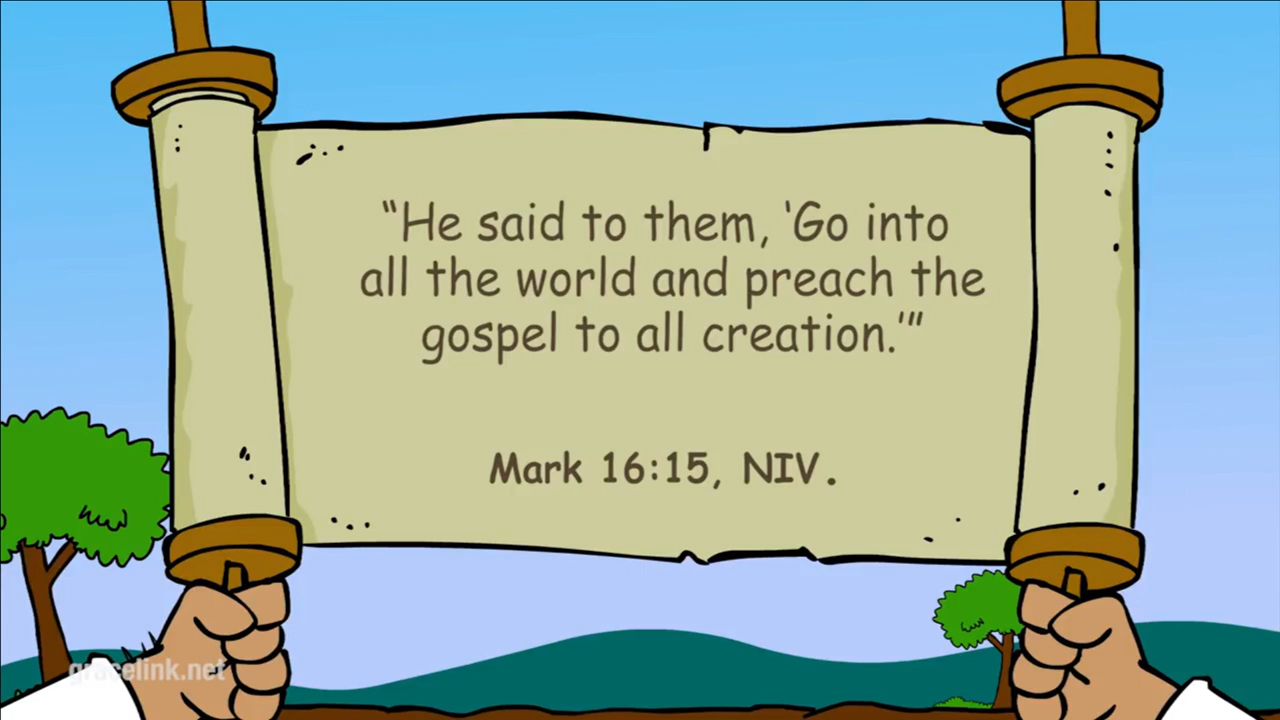 “He said to them, ‘Go into
all the world and preach the
gospel to all creation.’”
Mark 16:15, NIV.
gracelink.net